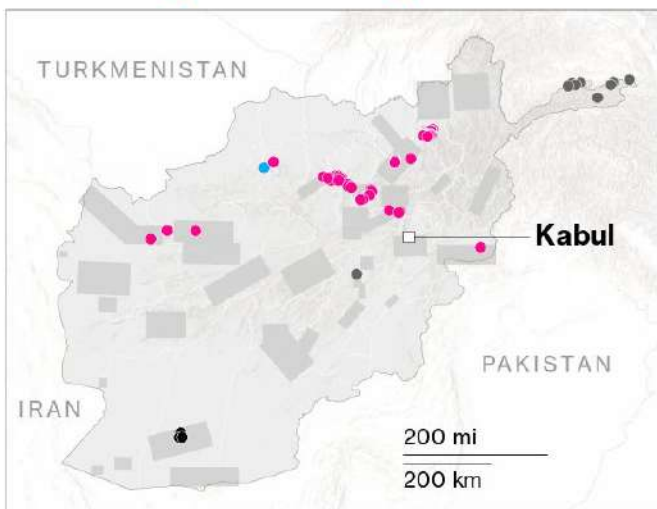 TURKMENISTAN
Kabul
PAKISTAN
IRAN
200 mi
200 km